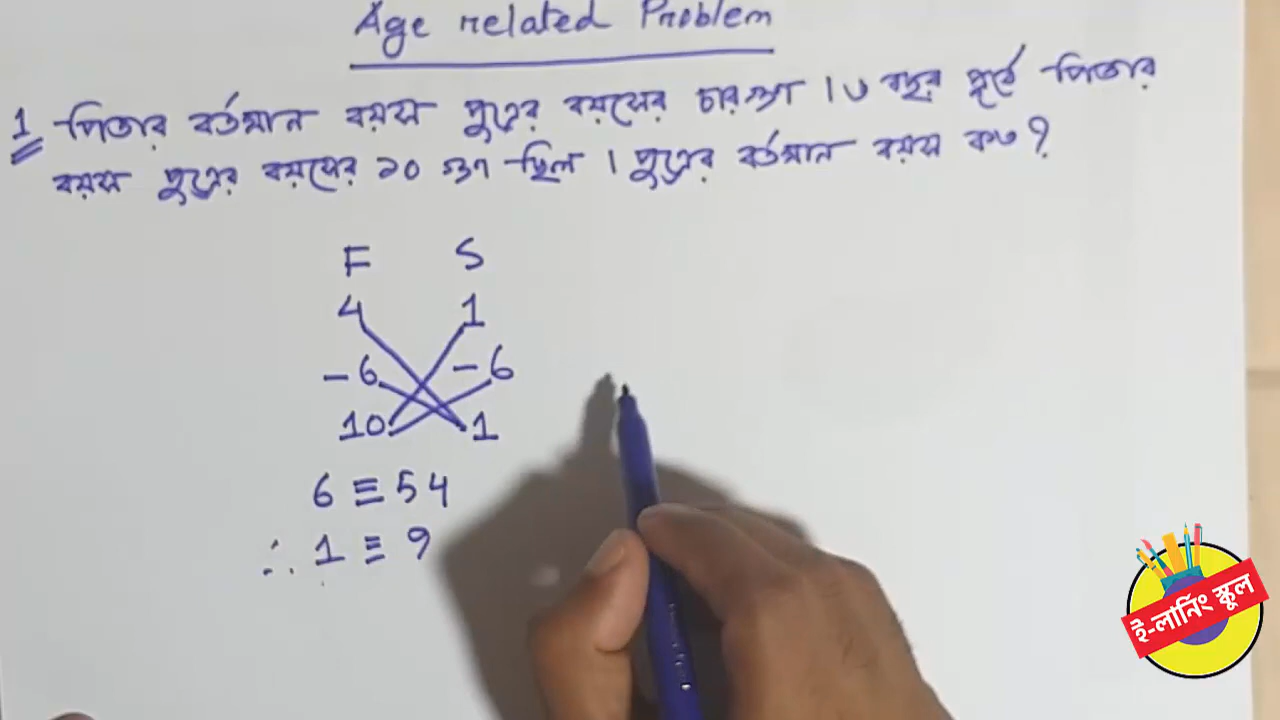 Age related Problem
1 পিতার বর্তমান বয়স পুত্রের বয়সের চারগুণ । ৬ বছর পূর্বে পিতার
বয়স পুত্রের বয়সের ১০ গুণ ছিল । পুত্রের বর্তমান বয়স কত ?
F S
4 1
-6 -6
10 1
6 ≡ 54
∴ 1 ≡ 9
ই-লার্নিং স্কুল